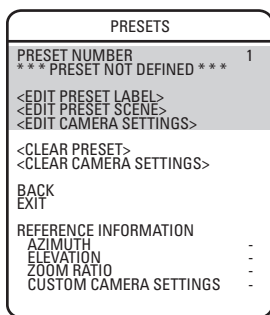 PRESETS
PRESET NUMBER 1
* * * PRESET NOT DEFINED * * *
<EDIT PRESET LABEL>
<EDIT PRESET SCENE>
<EDIT CAMERA SETTINGS>
<CLEAR PRESET>
<CLEAR CAMERA SETTINGS>
BACK
EXIT
REFERENCE INFORMATION
AZIMUTH -
ELEVATION -
ZOOM RATIO -
CUSTOM CAMERA SETTINGS -